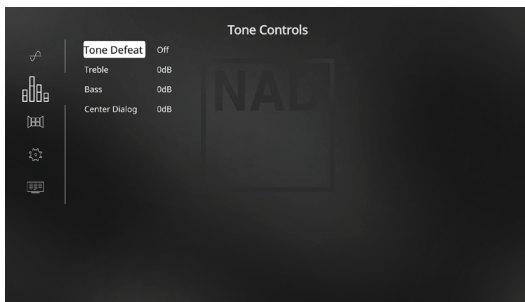 Tone Controls
Tone Defeat Off
Treble 0dB
Bass 0dB
Center Dialog 0dB
NAD